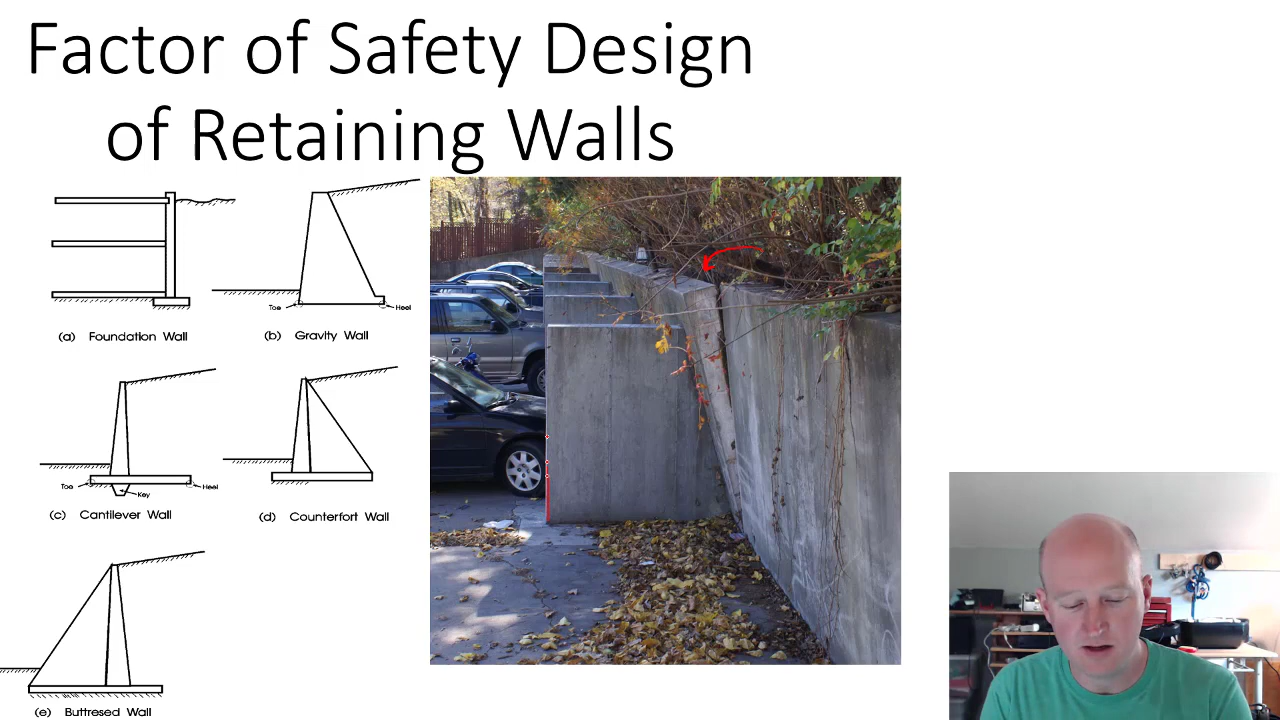 Factor of Safety Design
of Retaining Walls
Toe
Heel
(a) Foundation Wall
(b) Gravity Wall
Toe
Key
Heel
(c) Cantilever Wall
(d) Counterfort Wall
(e) Buttresed Wall